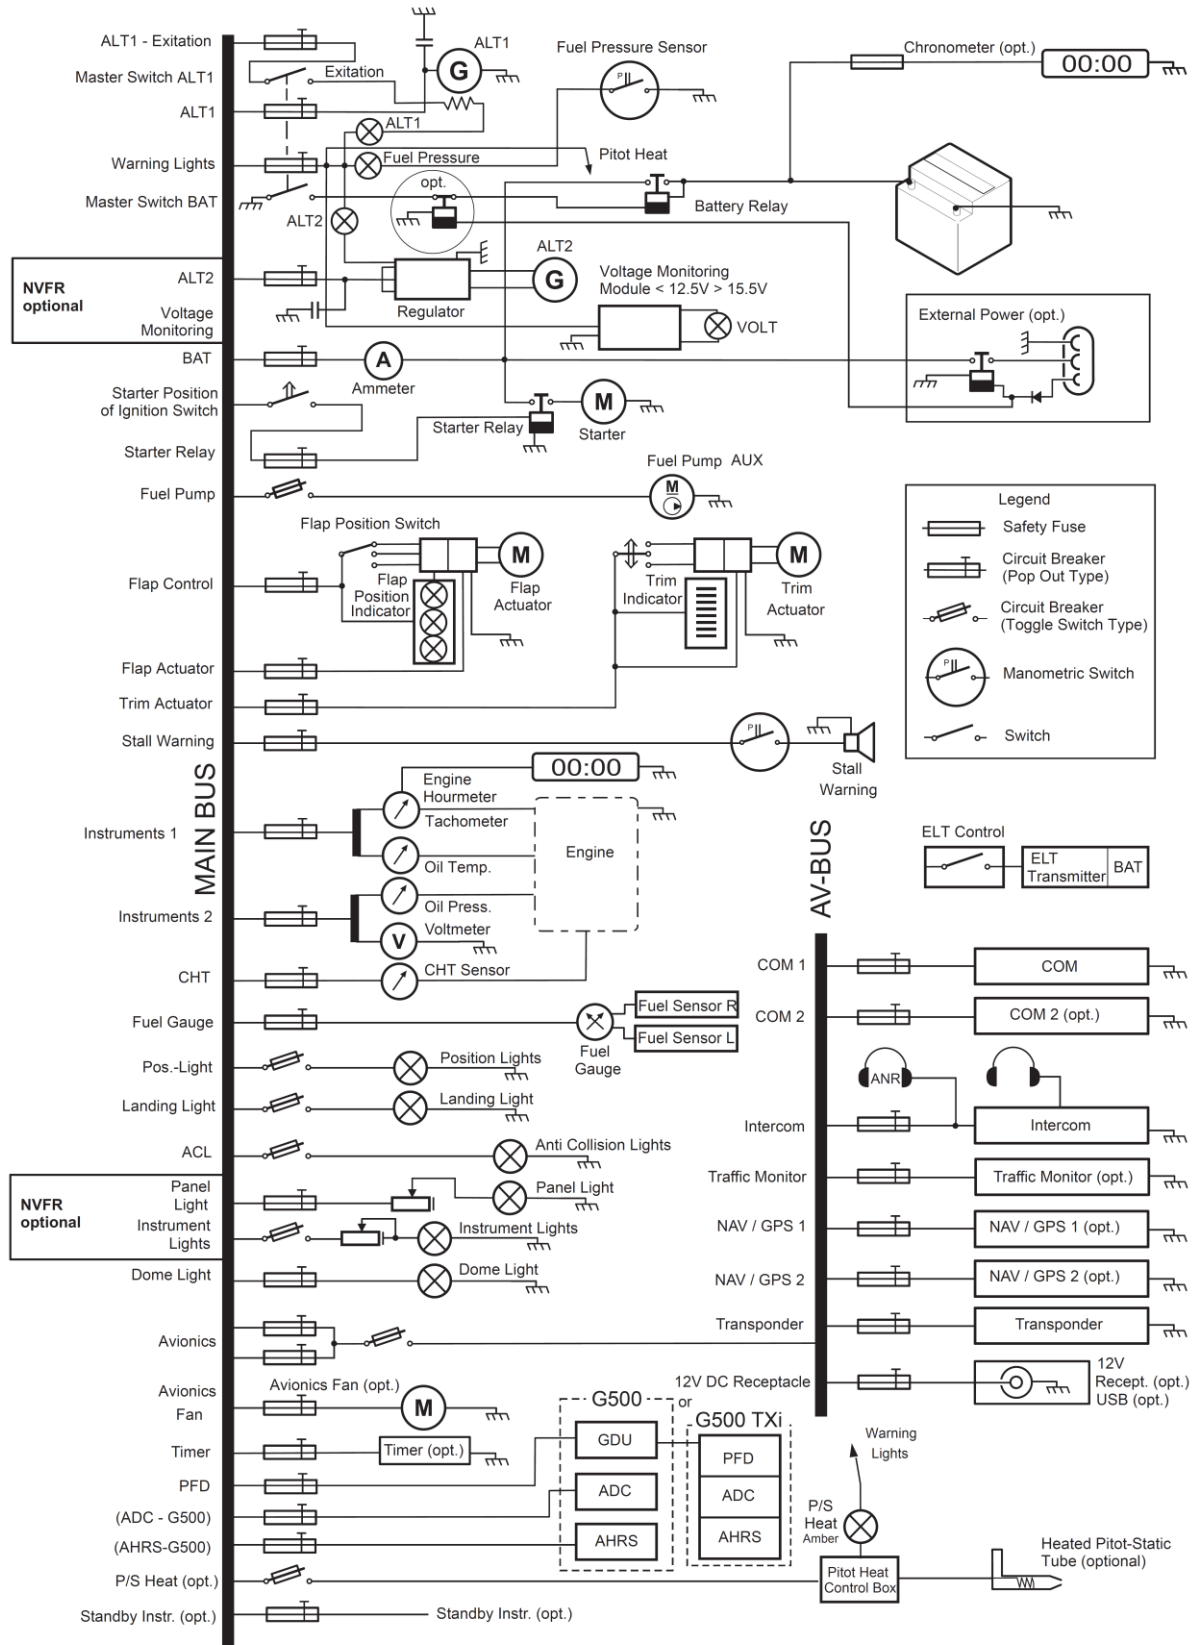 ALT1 - Exitation
Master Switch ALT1
Exitation
ALT1
G
ALT1
ALT1
Fuel Pressure Sensor
P
Chronometer (opt.)
00:00
Warning Lights
Fuel Pressure
Pitot Heat
Master Switch BAT
opt.
ALT2
Battery Relay
NVFR
optional
ALT2
Voltage
Monitoring
Regulator
ALT2
G
Voltage Monitoring
Module < 12.5V > 15.5V
VOLT
External Power (opt.)
BAT
A
Ammeter
Starter Position
of Ignition Switch
Starter Relay
M
Starter
Starter Relay
Fuel Pump
Fuel Pump AUX
M
Legend
Safety Fuse
Circuit Breaker
(Pop Out Type)
Circuit Breaker
(Toggle Switch Type)
P
Manometric Switch
Switch
Flap Position Switch
Flap Control
Flap
Position
Indicator
M
Flap
Actuator
Trim
Indicator
M
Trim
Actuator
Flap Actuator
Trim Actuator
Stall Warning
P
Stall
Warning
MAIN BUS
Engine
Hourmeter
00:00
Tachometer
Instruments 1
Oil Temp.
Engine
Instruments 2
Oil Press.
Voltmeter
V
CHT
CHT Sensor
Fuel Gauge
Fuel
Gauge
Fuel Sensor R
Fuel Sensor L
Pos.-Light
Position Lights
Landing Light
Landing Light
ACL
Anti Collision Lights
NVFR
optional
Panel
Light
Panel Light
Instrument
Lights
Instrument Lights
Dome Light
Dome Light
Avionics
ELT Control
ELT
Transmitter
BAT
AV-BUS
COM 1
COM
COM 2
COM 2 (opt.)
ANR
Intercom
Intercom
Traffic Monitor
Traffic Monitor (opt.)
NAV / GPS 1
NAV / GPS 1 (opt.)
NAV / GPS 2
NAV / GPS 2 (opt.)
Transponder
Transponder
12V DC Receptacle
12V
Recept. (opt.)
USB (opt.)
Avionics
Fan
Avionics Fan (opt.)
M
Timer
Timer (opt.)
PFD
(ADC - G500)
(AHRS-G500)
G500
GDU
ADC
AHRS
or
G500 TXi
PFD
ADC
AHRS
Warning
Lights
P/S
Heat
Amber
P/S Heat (opt.)
Pitot Heat
Control Box
Heated Pitot-Static
Tube (optional)
Standby Instr. (opt.)
Standby Instr. (opt.)